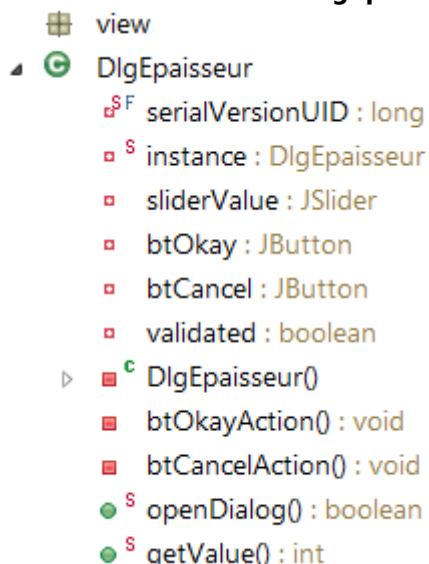 view
DlgEpaisseur
SF serialVersionUID : long
S instance : DlgEpaisseur
sliderValue : JSlider
btOkay : JButton
btCancel : JButton
validated : boolean
C DlgEpaisseur()
btOkayAction() : void
btCancelAction() : void
S openDialog() : boolean
S getValue() : int